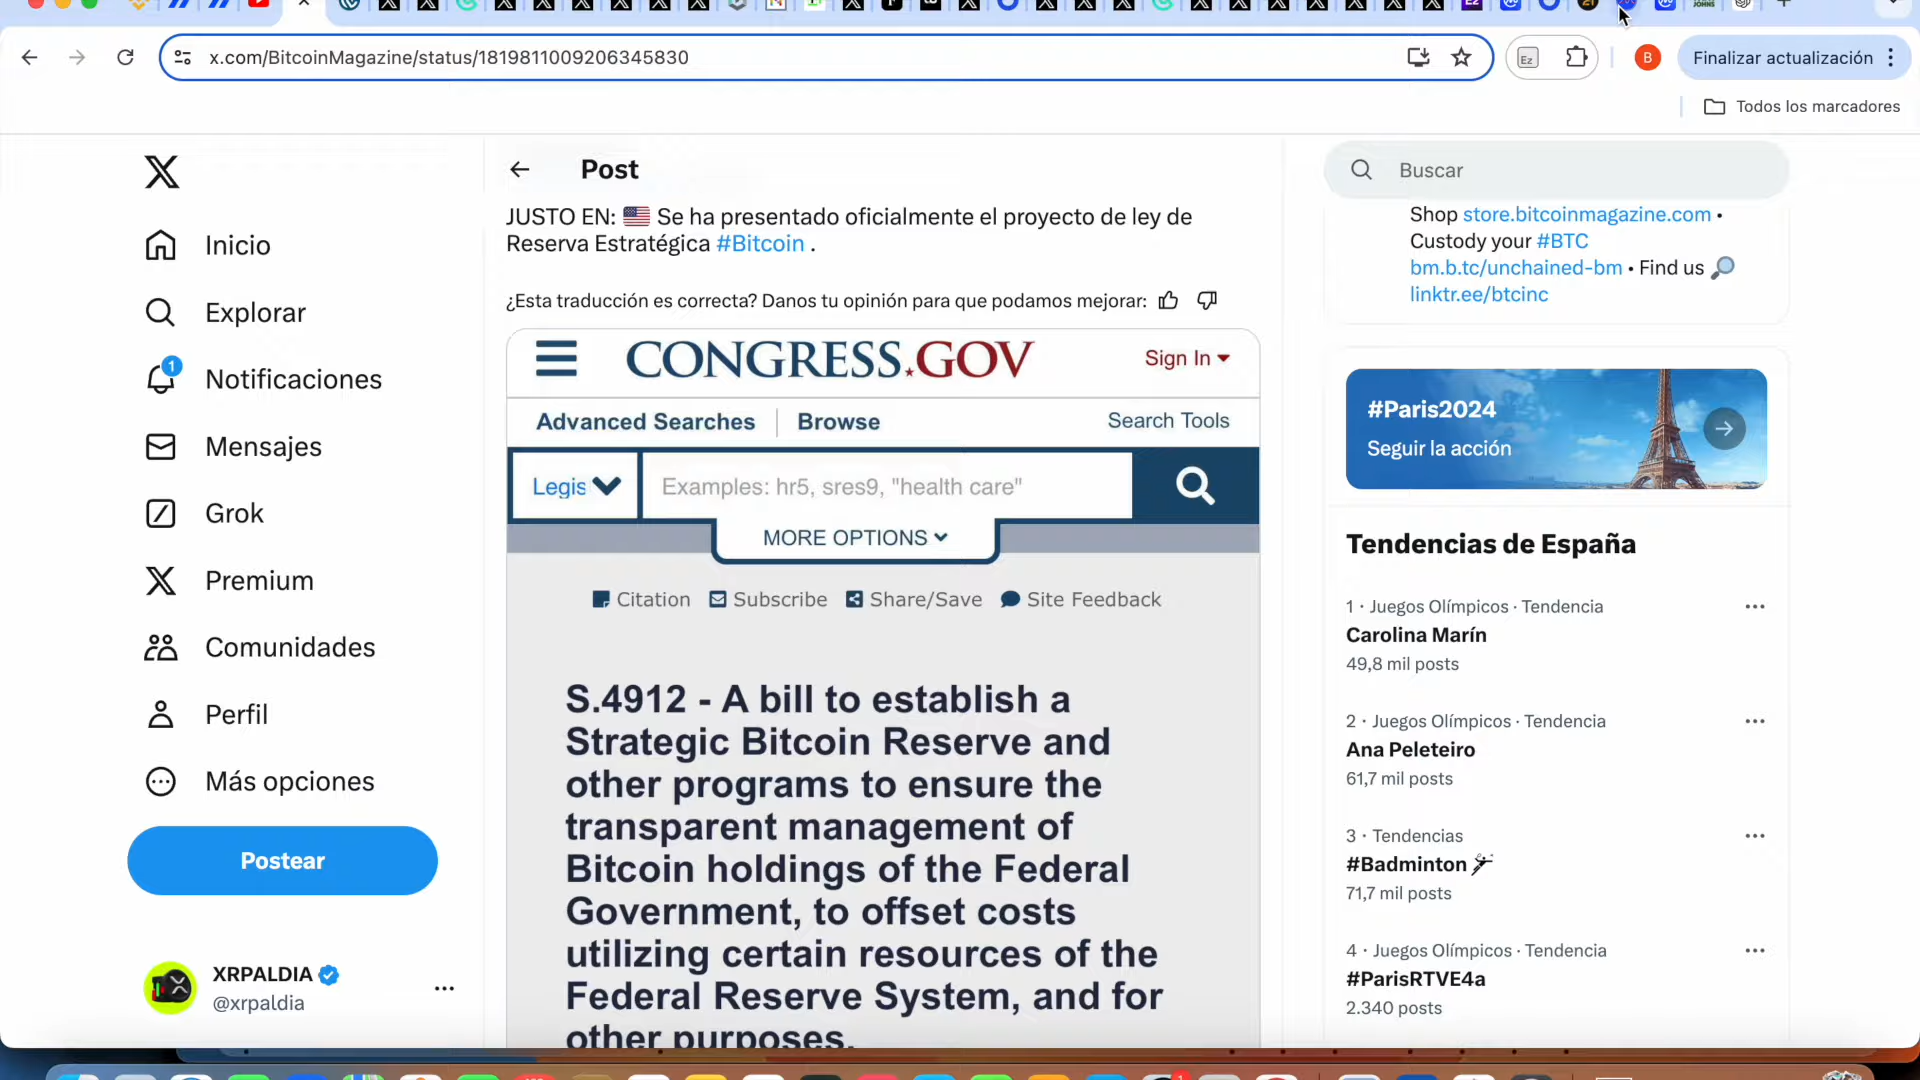 x.com/BitcoinMagazine/status/1819811009206345830
Ez
B
Finalizar actualización
Todos los marcadores
Inicio
Explorar
1
Notificaciones
Mensajes
Grok
Premium
Comunidades
Perfil
Más opciones
Postear
XRPALDIA
@xrpaldia
Post
JUSTO EN: 🇺🇸 Se ha presentado oficialmente el proyecto de ley de
Reserva Estratégica #Bitcoin .
¿Esta traducción es correcta? Danos tu opinión para que podamos mejorar:
CONGRESS.GOV
Sign In
Advanced Searches
Browse
Search Tools
Legis
Examples: hr5, sres9, "health care"
MORE OPTIONS
Citation
Subscribe
Share/Save
Site Feedback
S.4912 - A bill to establish a
Strategic Bitcoin Reserve and
other programs to ensure the
transparent management of
Bitcoin holdings of the Federal
Government, to offset costs
utilizing certain resources of the
Federal Reserve System, and for
other purposes.
Buscar
Shop store.bitcoinmagazine.com •
Custody your #BTC
bm.b.tc/unchained-bm • Find us 🔎
linktr.ee/btcinc
#Paris2024
Seguir la acción
Tendencias de España
1 · Juegos Olímpicos · Tendencia
Carolina Marín
49,8 mil posts
2 · Juegos Olímpicos · Tendencia
Ana Peleteiro
61,7 mil posts
3 · Tendencias
#Badminton
71,7 mil posts
4 · Juegos Olímpicos · Tendencia
#ParisRTVE4a
2.340 posts